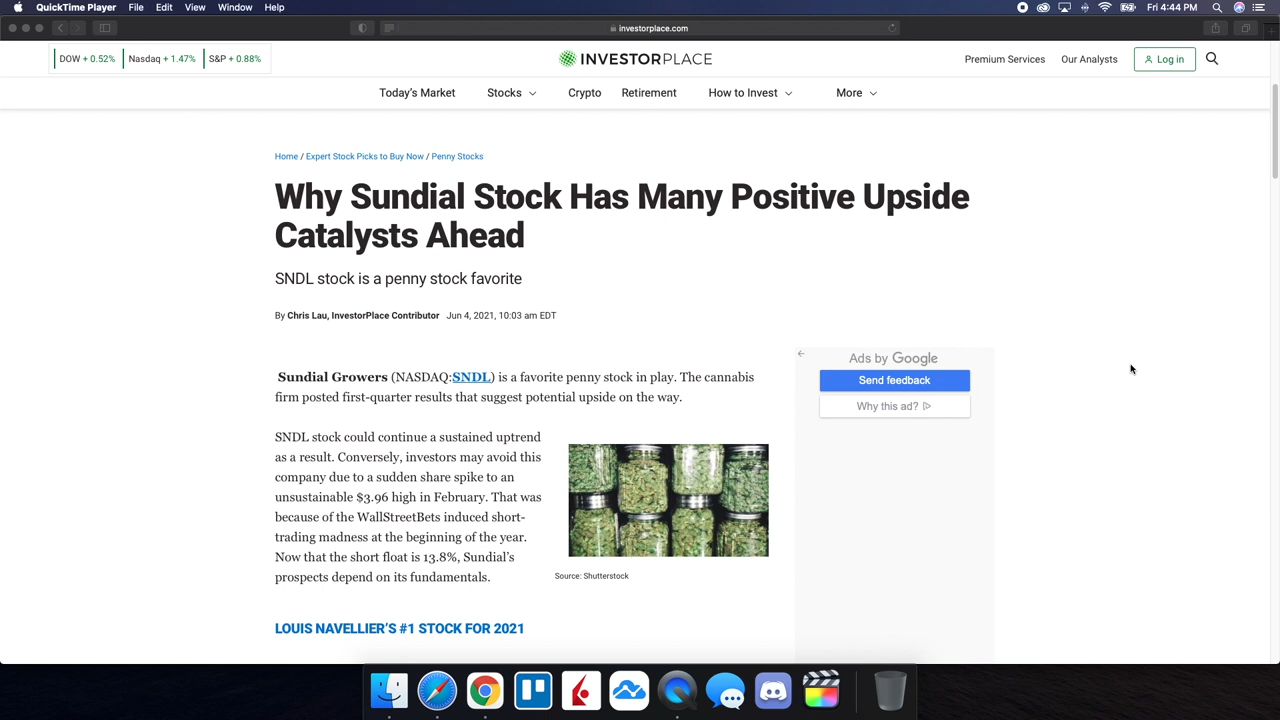 QuickTime Player File Edit View Window Help Fri 4:44 PM
investorplace.com
DOW + 0.52% Nasdaq + 1.47% S&P + 0.88%
INVESTORPLACE
Premium Services Our Analysts Log in
Today's Market Stocks Crypto Retirement How to Invest More
Home / Expert Stock Picks to Buy Now / Penny Stocks
Why Sundial Stock Has Many Positive Upside
Catalysts Ahead
SNDL stock is a penny stock favorite
By Chris Lau, InvestorPlace Contributor Jun 4, 2021, 10:03 am EDT
Sundial Growers (NASDAQ:SNDL) is a favorite penny stock in play. The cannabis
firm posted first-quarter results that suggest potential upside on the way.
SNDL stock could continue a sustained uptrend
as a result. Conversely, investors may avoid this
company due to a sudden share spike to an
unsustainable $3.96 high in February. That was
because of the WallStreetBets induced short-
trading madness at the beginning of the year.
Now that the short float is 13.8%, Sundial's
prospects depend on its fundamentals.
Source: Shutterstock
LOUIS NAVELLIER'S #1 STOCK FOR 2021
Ads by Google
Send feedback
Why this ad?